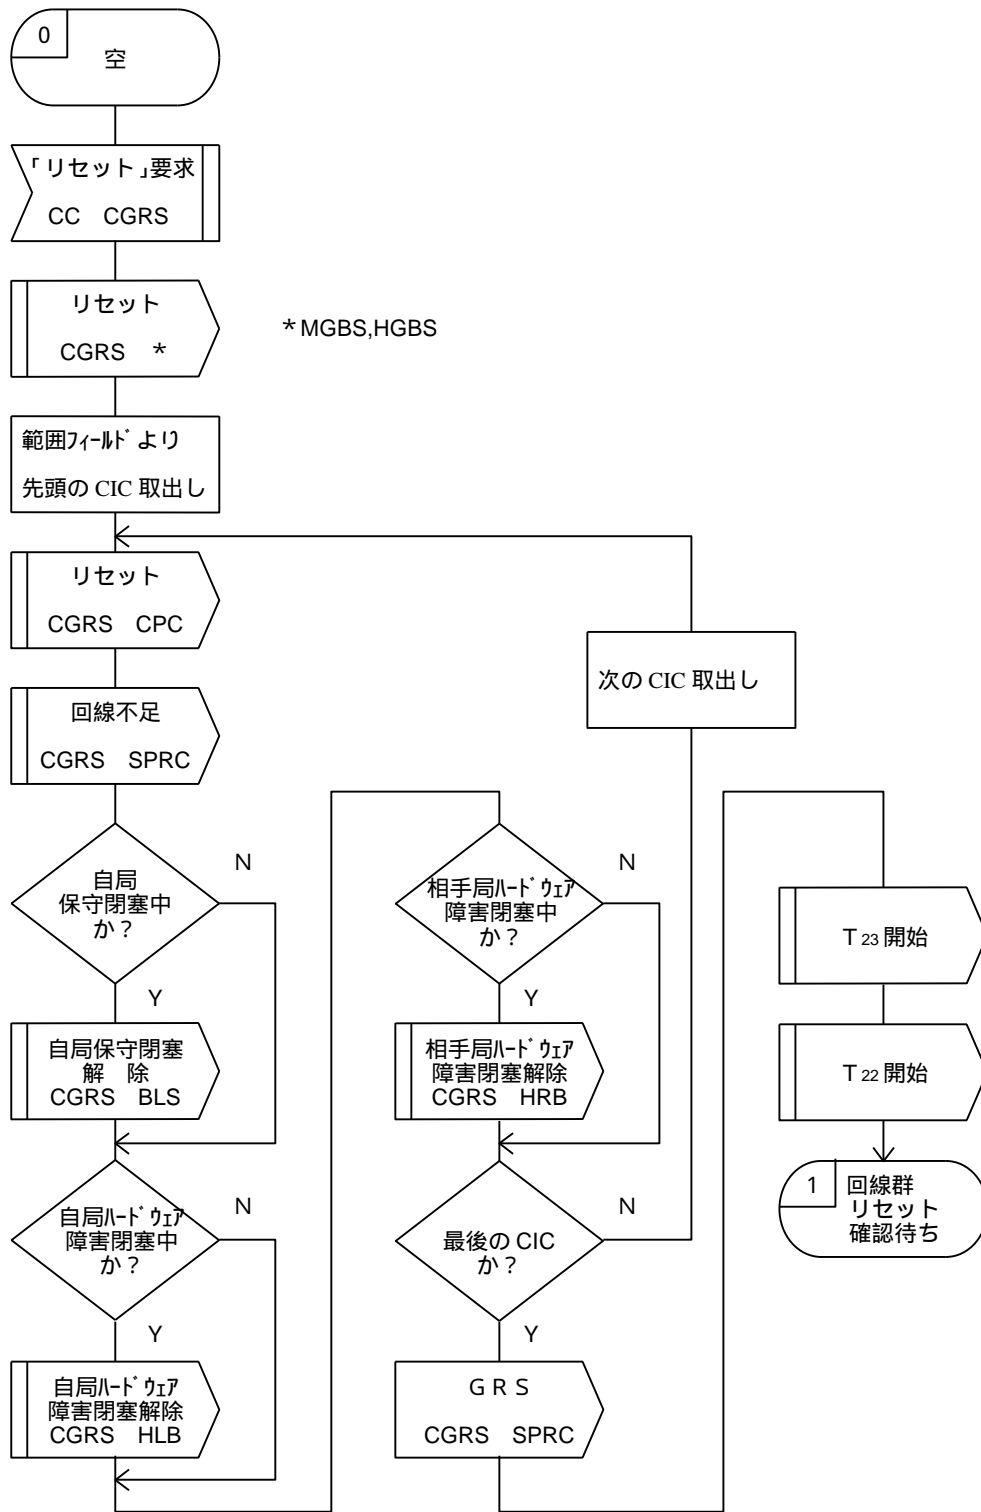 0
空
「リセット」要求
CC CGRS
リセット
CGRS *
*MGBS,HGBS
範囲フィールドより
先頭の CIC 取出し
リセット
CGRS CPC
回線不足
CGRS SPRC
自局
保守閉塞中
か？
N
Y
自局保守閉塞
解 除
CGRS BLS
自局ハードウェア
障害閉塞中
か？
N
Y
自局ハードウェア
障害閉塞解除
CGRS HLB
次の CIC 取出し
相手局ハードウェア
障害閉塞中
か？
N
Y
相手局ハードウェア
障害閉塞解除
CGRS HRB
最後の CIC
か？
N
Y
ＧＲＳ
CGRS SPRC
T 23 開始
T 22 開始
1
回線群
リセット
確認待ち